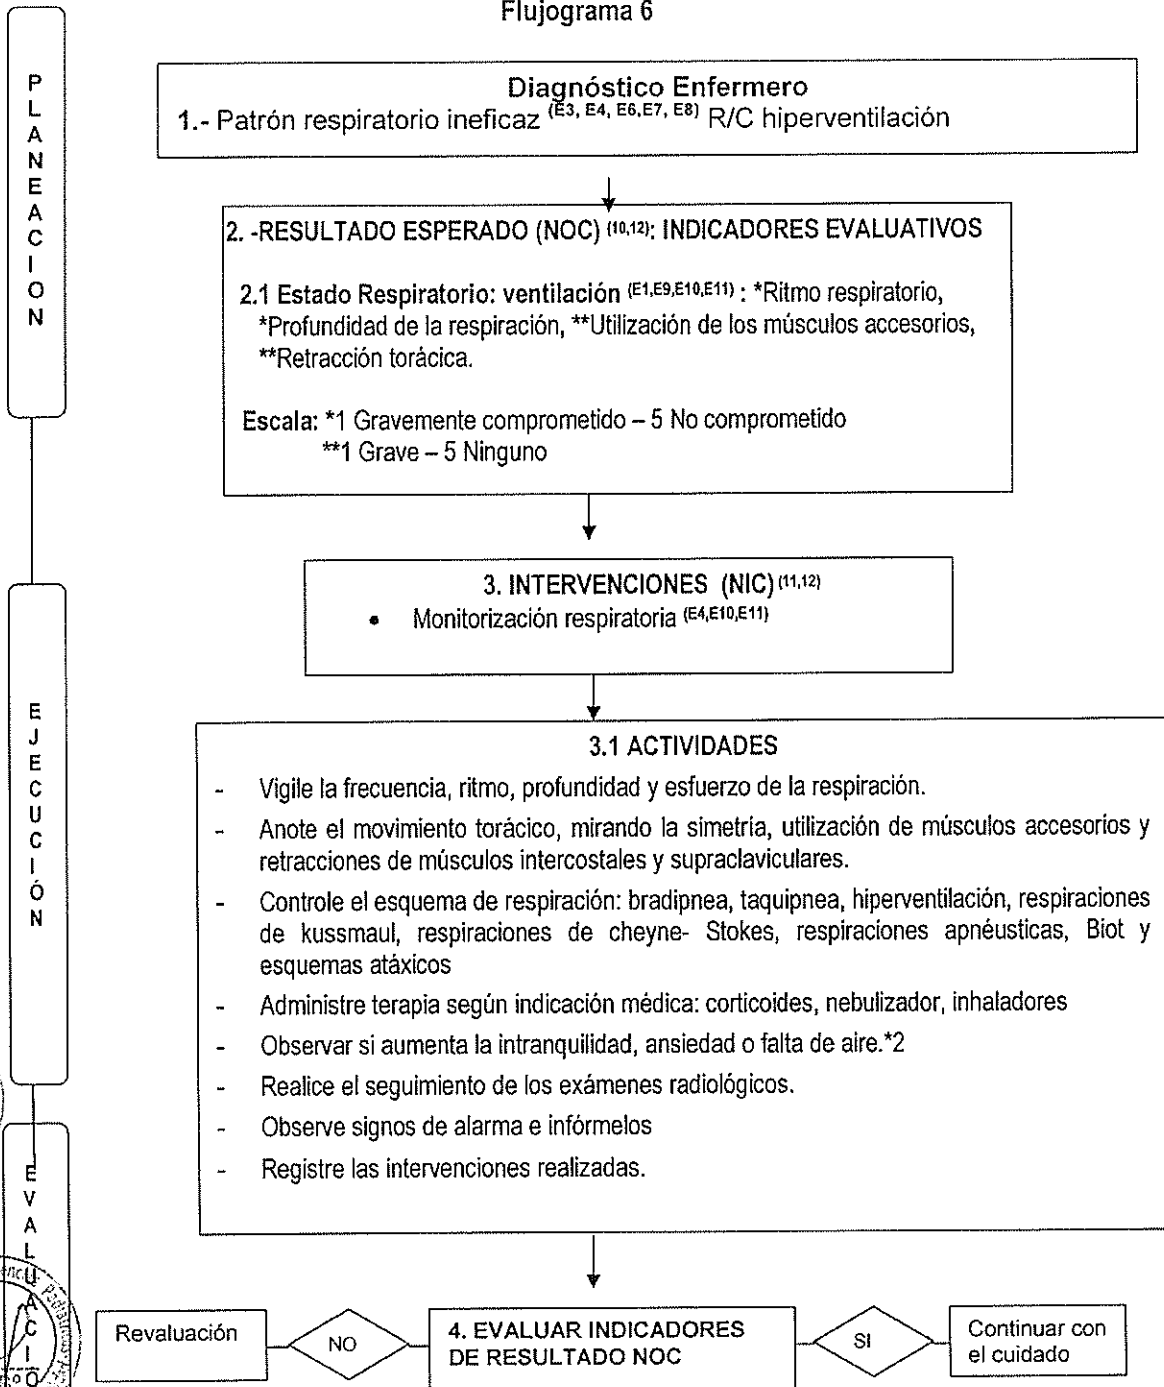 Flujograma 6
PLANEACION
Diagnóstico Enfermero
1.- Patrón respiratorio ineficaz (E3, E4, E6,E7, E8) R/C hiperventilación
2. -RESULTADO ESPERADO (NOC) (10,12): INDICADORES EVALUATIVOS
2.1 Estado Respiratorio: ventilación (E1,E9,E10,E11) : *Ritmo respiratorio,
*Profundidad de la respiración, **Utilización de los músculos accesorios,
**Retracción torácica.
Escala: *1 Gravemente comprometido – 5 No comprometido
**1 Grave – 5 Ninguno
3. INTERVENCIONES (NIC) (11,12)
• Monitorización respiratoria (E4,E10,E11)
EJECUCIÓN
3.1 ACTIVIDADES
- Vigile la frecuencia, ritmo, profundidad y esfuerzo de la respiración.
- Anote el movimiento torácico, mirando la simetría, utilización de músculos accesorios y
retracciones de músculos intercostales y supraclaviculares.
- Controle el esquema de respiración: bradipnea, taquipnea, hiperventilación, respiraciones
de kussmaul, respiraciones de cheyne- Stokes, respiraciones apnéusticas, Biot y
esquemas atáxicos
- Administre terapia según indicación médica: corticoides, nebulizador, inhaladores
- Observar si aumenta la intranquilidad, ansiedad o falta de aire.*2
- Realice el seguimiento de los exámenes radiológicos.
- Observe signos de alarma e infórmelos
- Registre las intervenciones realizadas.
EVALUACIO
Revaluación
NO
4. EVALUAR INDICADORES
DE RESULTADO NOC
SI
Continuar con
el cuidado